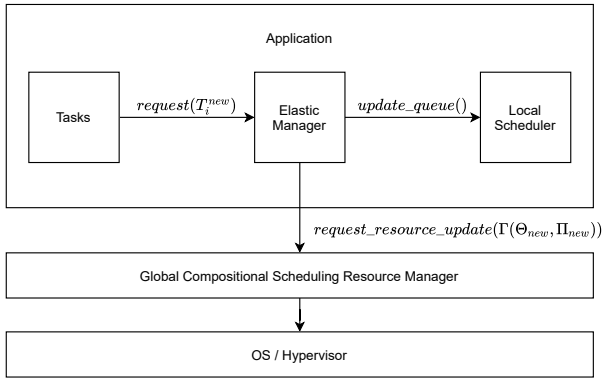 Application
Tasks
request(T_i^{new})
Elastic
Manager
update_queue()
Local
Scheduler
request_resource_update(Γ(Θ_{new}, Π_{new}))
Global Compositional Scheduling Resource Manager
OS / Hypervisor